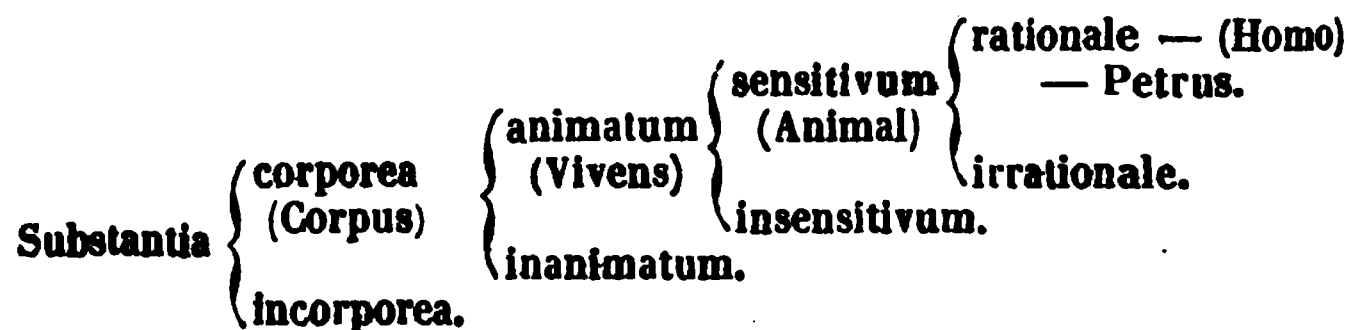 Substantia
corporea
(Corpus)
incorporea.
animatum
(Vivens)
inanimatum.
sensitivum
(Animal)
insensitivum.
rationale — (Homo)
— Petrus.
irrationale.